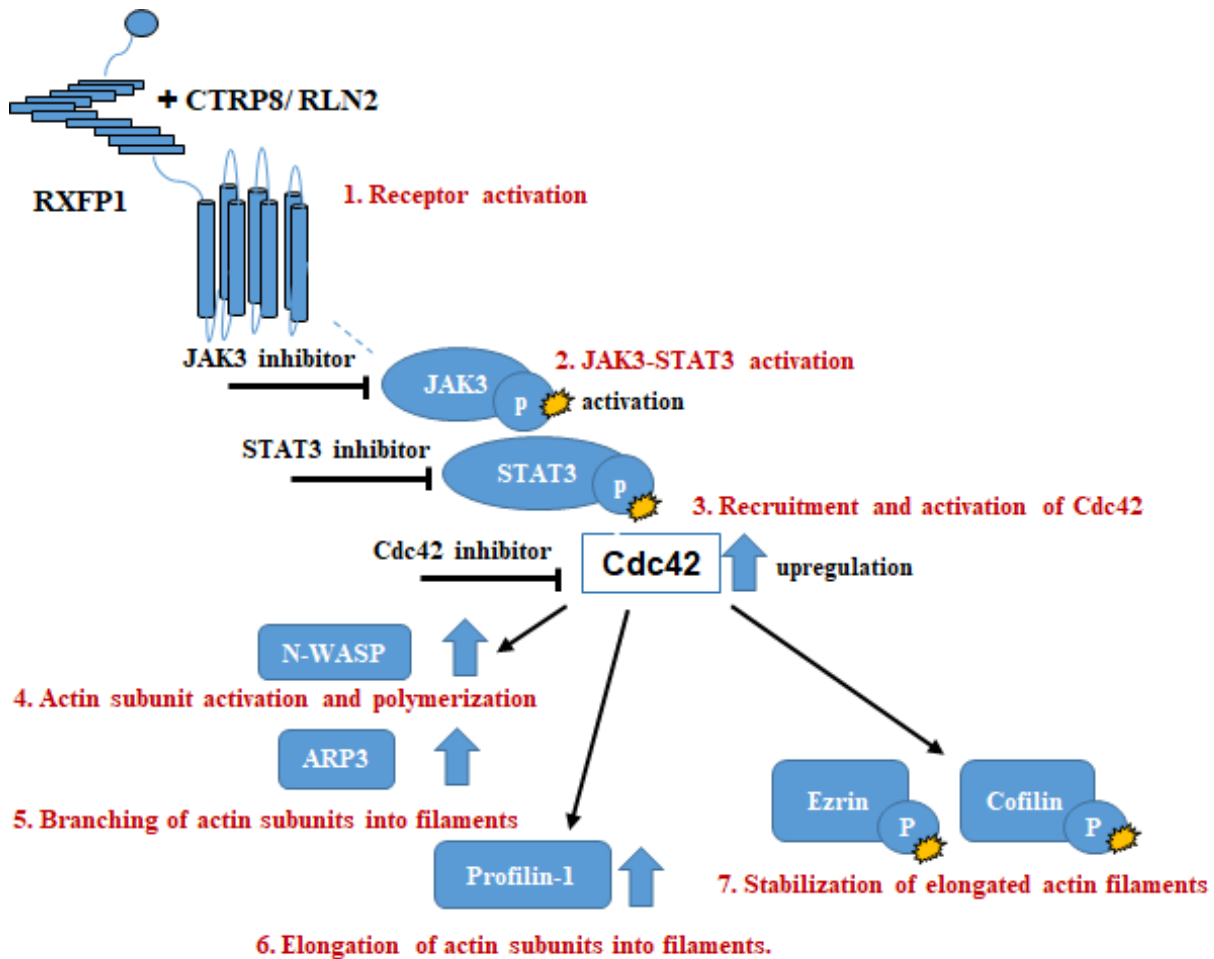 + CTRP8/ RLN2
RXFP1
1. Receptor activation
JAK3 inhibitor
2. JAK3-STAT3 activation
JAK3
p
activation
STAT3 inhibitor
STAT3
p
3. Recruitment and activation of Cdc42
Cdc42 inhibitor
Cdc42
upregulation
N-WASP
4. Actin subunit activation and polymerization
ARP3
5. Branching of actin subunits into filaments
Ezrin
P
Cofilin
P
Profilin-1
7. Stabilization of elongated actin filaments
6. Elongation of actin subunits into filaments.